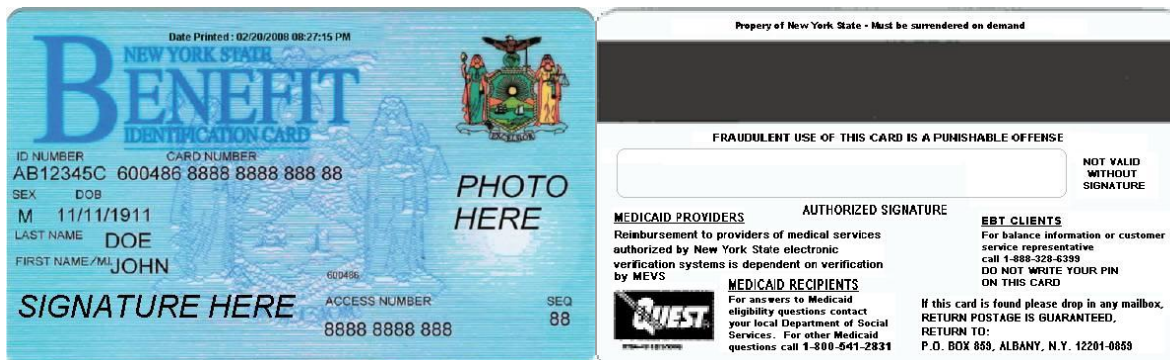 Date Printed : 02/20/2008 08:27:15 PM
NEW YORK STATE
BENEFIT
IDENTIFICATION CARD
EXCELSIOR
ID NUMBER CARD NUMBER
AB12345C 600486 8888 8888 888 88
SEX DOB
M 11/11/1911
LAST NAME DOE
FIRST NAME/M.I. JOHN
PHOTO
HERE
600486
SIGNATURE HERE
ACCESS NUMBER SEQ
8888 8888 888 88
Propery of New York State - Must be surrendered on demand
FRAUDULENT USE OF THIS CARD IS A PUNISHABLE OFFENSE
NOT VALID
WITHOUT
SIGNATURE
AUTHORIZED SIGNATURE
MEDICAID PROVIDERS
Reimbursement to providers of medical services
authorized by New York State electronic
verification systems is dependent on verification
by MEVS
MEDICAID RECIPIENTS
For answers to Medicaid
eligibility questions contact
your local Department of Social
Services. For other Medicaid
questions call 1-800-541-2831
QUEST
EBT CLIENTS
For balance information or customer
service representative
call 1-888-328-6399
DO NOT WRITE YOUR PIN
ON THIS CARD
If this card is found please drop in any mailbox,
RETURN POSTAGE IS GUARANTEED,
RETURN TO:
P.O. BOX 859, ALBANY, N.Y. 12201-0859